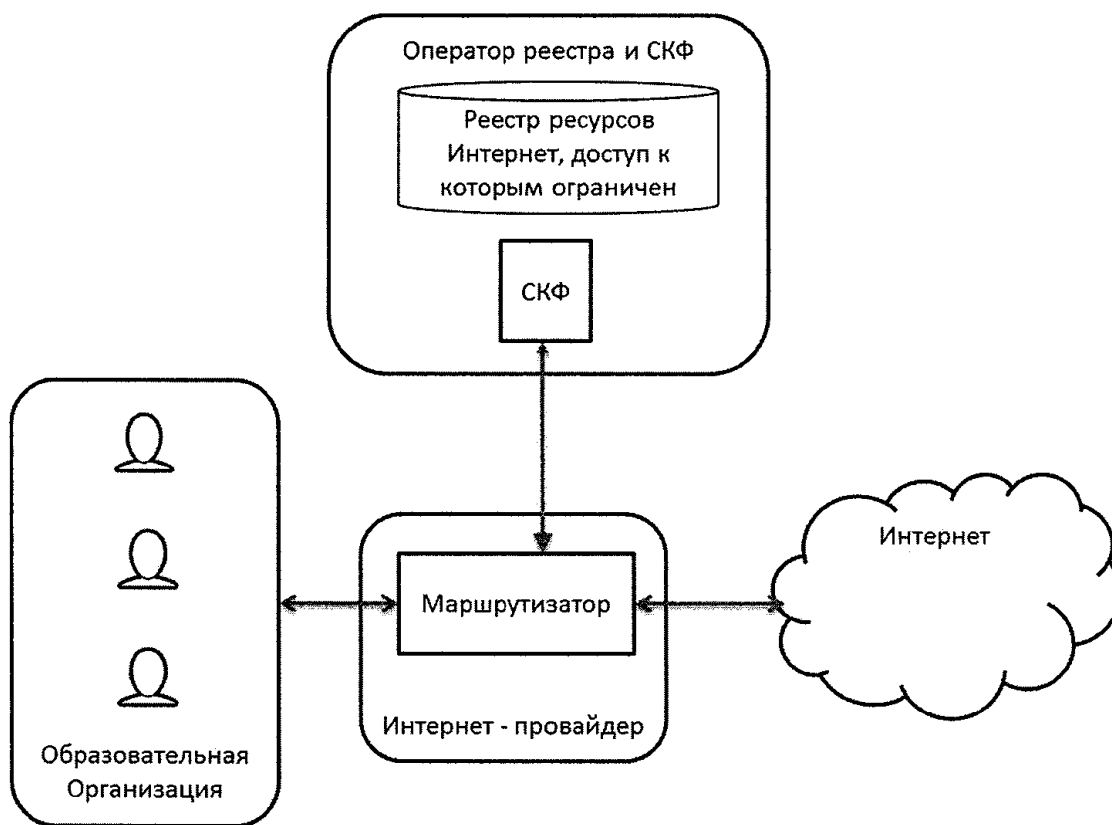 Оператор реестра и СКФ
Реестр ресурсов
Интернет, доступ к
которым ограничен
СКФ
Интернет
Маршрутизатор
Интернет - провайдер
Образовательная
Организация